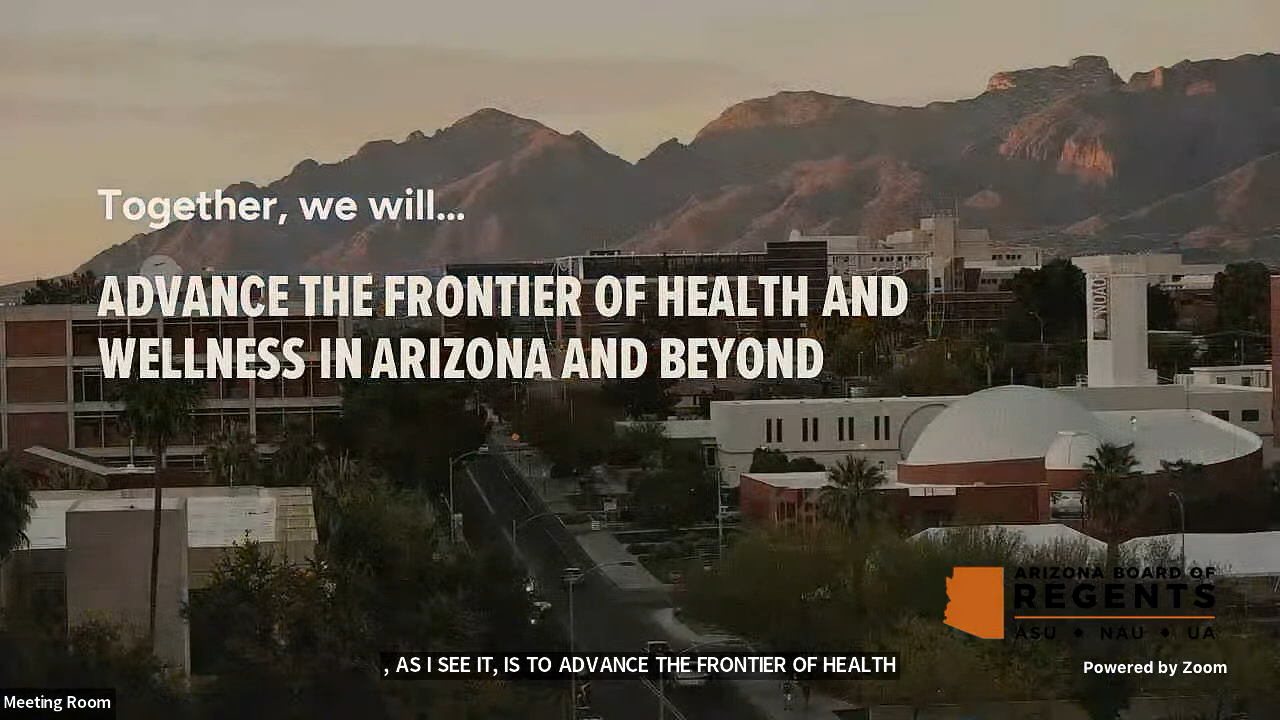 Together, we will...
ADVANCE THE FRONTIER OF HEALTH AND
WELLNESS IN ARIZONA AND BEYOND
ARIZONA BOARD OF
REGENTS
ASU • NAU • UA
, AS I SEE IT, IS TO ADVANCE THE FRONTIER OF HEALTH
Powered by Zoom
Meeting Room